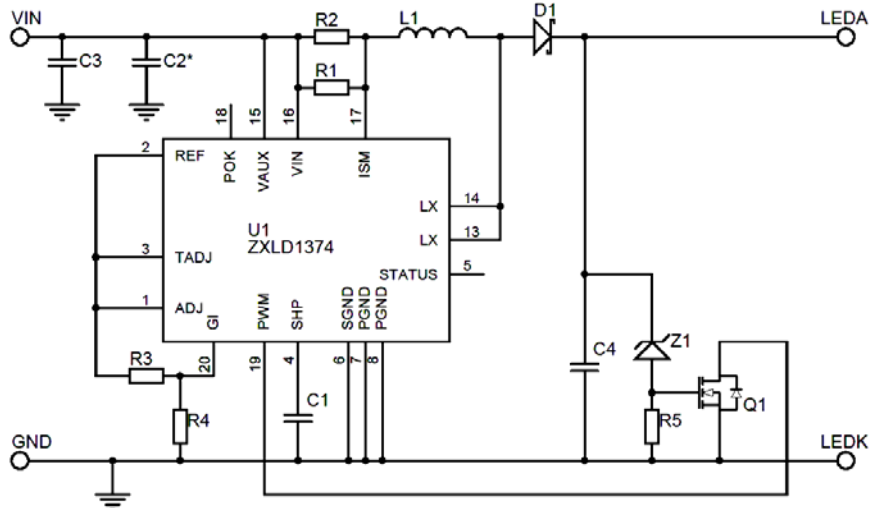 VIN
R2
L1
D1
LEDA
C3
C2*
R1
18
15
16
17
2
REF
POK
VAUX
VIN
ISM
LX
14
U1
ZXLD1374
LX
13
3
TADJ
STATUS
5
1
ADJ
GI
PWM
SHP
SGND
PGND
PGND
20
19
4
6
7
8
R3
C4
Z1
C1
R4
R5
Q1
GND
LEDK